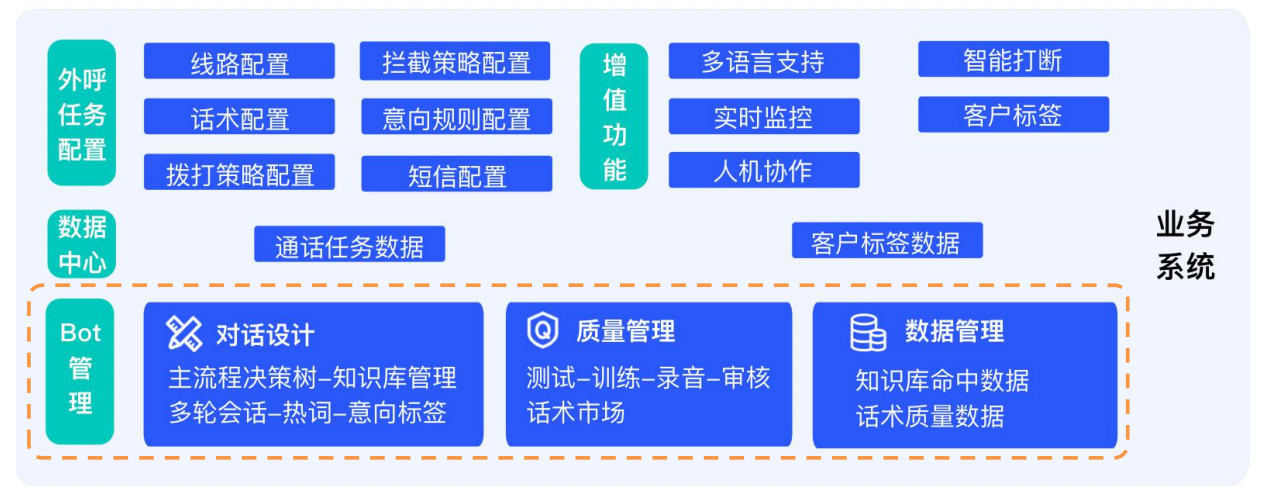 外呼
任务
配置
线路配置
拦截策略配置
话术配置
意向规则配置
拨打策略配置
短信配置
增
值
功
能
多语言支持
智能打断
实时监控
客户标签
人机协作
数据
中心
通话任务数据
客户标签数据
业务
系统
Bot
管
理
对话设计
主流程决策树–知识库管理
多轮会话–热词–意向标签
Q
质量管理
测试–训练–录音–审核
话术市场
数据管理
知识库命中数据
话术质量数据